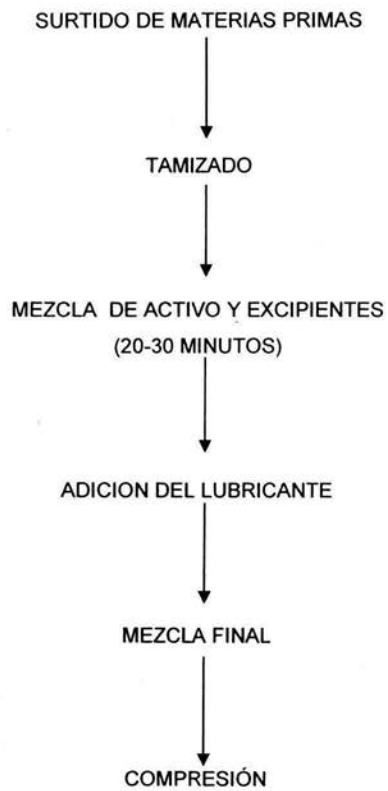 SURTIDO DE MATERIAS PRIMAS
TAMIZADO
MEZCLA DE ACTIVO Y EXCIPIENTES
(20-30 MINUTOS)
ADICION DEL LUBRICANTE
MEZCLA FINAL
COMPRESIÓN